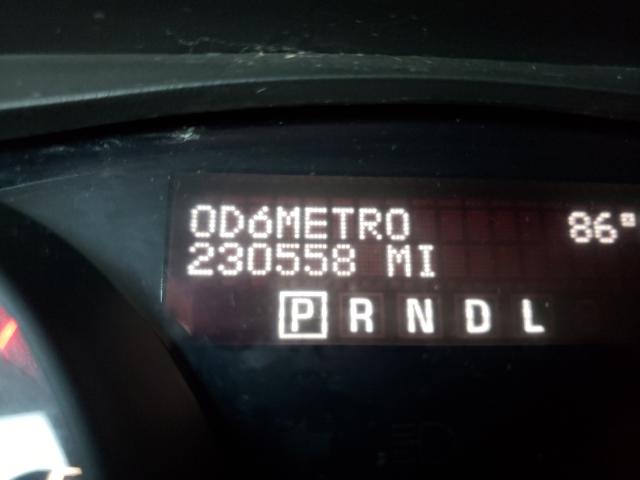 ODóMETRO 86°
230558 MI
P R N D L